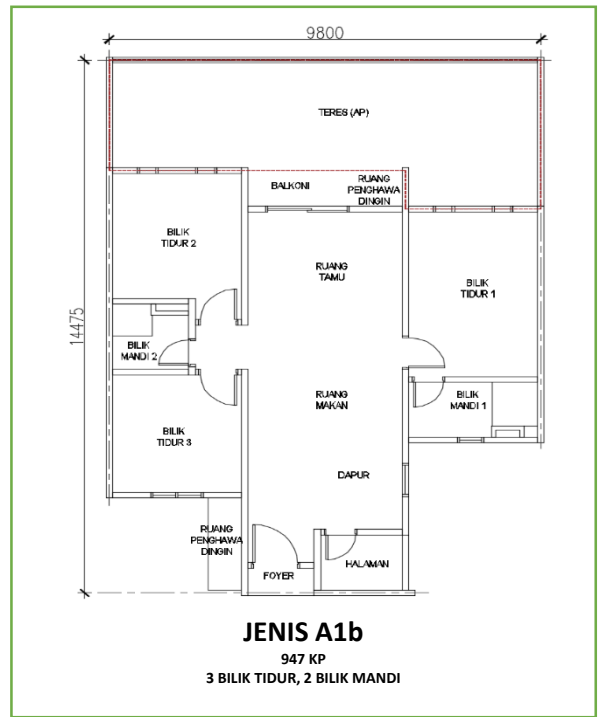 9800
TERES (AP)
BALKONI
RUANG
PENGHAWA
DINGIN
BILIK
TIDUR 2
RUANG
TAMU
BILIK
TIDUR 1
14475
BILIK
MANDI 2
RUANG
MAKAN
BILIK
MANDI 1
BILIK
TIDUR 3
DAPUR
RUANG
PENGHAWA
DINGIN
HALAMAN
FOYER
JENIS A1b
947 KP
3 BILIK TIDUR, 2 BILIK MANDI